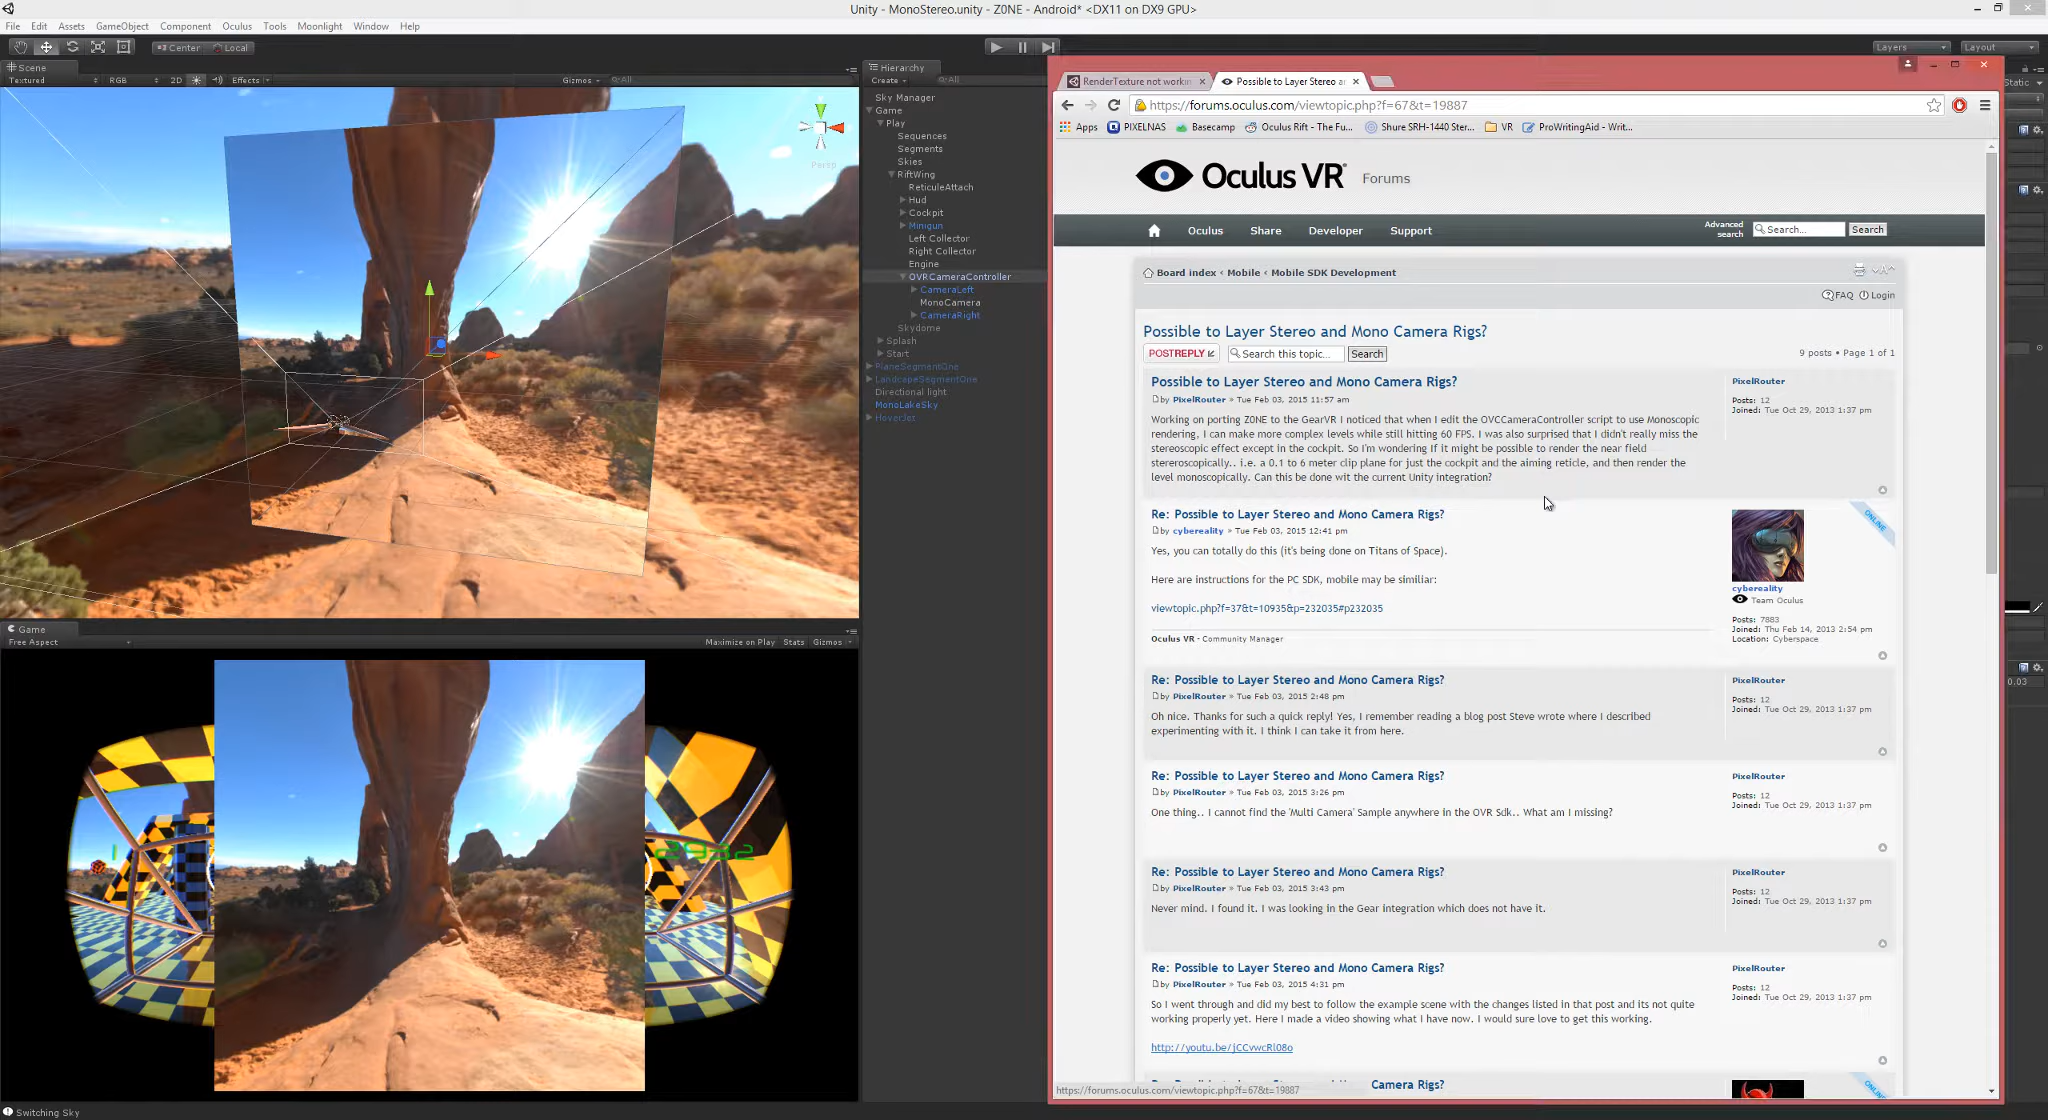 Unity - MonoStereo.unity - Z0NE - Android* <DX11 on DX9 GPU>
File Edit Assets GameObject Component Oculus Tools Moonlight Window Help
Center Local
Layers Layout
Scene
Textured RGB 2D Effects Gizmos All
Persp
Game
Free Aspect Maximize on Play Stats Gizmos
2932
Switching Sky
Hierarchy
Create All
Sky Manager
Game
Play
Sequences
Segments
Skies
RiftWing
ReticuleAttach
Hud
Cockpit
Minigun
Left Collector
Right Collector
Engine
OVRCameraController
CameraLeft
MonoCamera
CameraRight
Skydome
Splash
Start
PlaneSegmentOne
LandcapeSegmentOne
Directional light
MonoLakeSky
HoverJet
Static
0.03
RenderTexture not workin
Possible to Layer Stereo a
https://forums.oculus.com/viewtopic.php?f=67&t=19887
Apps PIXELNAS Basecamp Oculus Rift - The Fu... Shure SRH-1440 Ster... VR ProWritingAid - Writ...
Oculus VR Forums
Oculus Share Developer Support
Advanced search Search... Search
Board index ‹ Mobile ‹ Mobile SDK Development
FAQ Login
Possible to Layer Stereo and Mono Camera Rigs?
POSTREPLY Search this topic... Search
9 posts • Page 1 of 1
Possible to Layer Stereo and Mono Camera Rigs?
by PixelRouter » Tue Feb 03, 2015 11:57 am
Working on porting Z0NE to the GearVR I noticed that when I edit the OVCCameraController script to use Monoscopic
rendering, I can make more complex levels while still hitting 60 FPS. I was also surprised that I didn't really miss the
stereoscopic effect except in the cockpit. So I'm wondering If it might be possible to render the near field
stereroscopically.. i.e. a 0.1 to 6 meter clip plane for just the cockpit and the aiming reticle, and then render the
level monoscopically. Can this be done wit the current Unity integration?
PixelRouter
Posts: 12
Joined: Tue Oct 29, 2013 1:37 pm
Re: Possible to Layer Stereo and Mono Camera Rigs?
by cybereality » Tue Feb 03, 2015 12:41 pm
Yes, you can totally do this (it's being done on Titans of Space).
Here are instructions for the PC SDK, mobile may be similiar:
viewtopic.php?f=37&t=10935&p=232035#p232035
Oculus VR - Community Manager
ONLINE
cybereality
Team Oculus
Posts: 7883
Joined: Thu Feb 14, 2013 2:54 pm
Location: Cyberspace
Re: Possible to Layer Stereo and Mono Camera Rigs?
by PixelRouter » Tue Feb 03, 2015 2:48 pm
Oh nice. Thanks for such a quick reply! Yes, I remember reading a blog post Steve wrote where I described
experimenting with it. I think I can take it from here.
PixelRouter
Posts: 12
Joined: Tue Oct 29, 2013 1:37 pm
Re: Possible to Layer Stereo and Mono Camera Rigs?
by PixelRouter » Tue Feb 03, 2015 3:26 pm
One thing.. I cannot find the 'Multi Camera' Sample anywhere in the OVR Sdk.. What am I missing?
PixelRouter
Posts: 12
Joined: Tue Oct 29, 2013 1:37 pm
Re: Possible to Layer Stereo and Mono Camera Rigs?
by PixelRouter » Tue Feb 03, 2015 3:43 pm
Never mind. I found it. I was looking in the Gear integration which does not have it.
PixelRouter
Posts: 12
Joined: Tue Oct 29, 2013 1:37 pm
Re: Possible to Layer Stereo and Mono Camera Rigs?
by PixelRouter » Tue Feb 03, 2015 4:31 pm
So I went through and did my best to follow the example scene with the changes listed in that post and its not quite
working properly yet. Here I made a video showing what I have now. I would sure love to get this working.
http://youtu.be/jCCvwcRl08o
PixelRouter
Posts: 12
Joined: Tue Oct 29, 2013 1:37 pm
Camera Rigs?
https://forums.oculus.com/viewtopic.php?f=67&t=19887